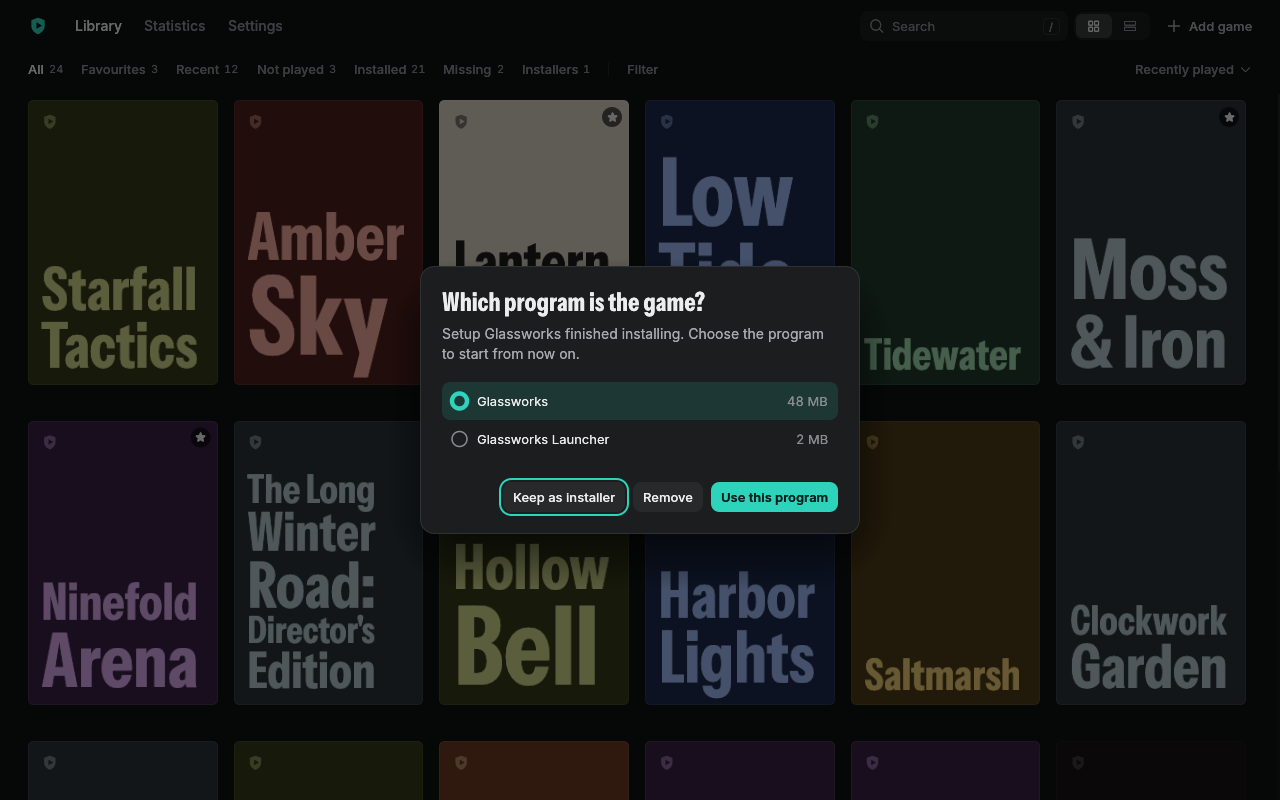 Library Statistics Settings
Search /
Add game
All 24 Favourites 3 Recent 12 Not played 3 Installed 21 Missing 2 Installers 1 Filter
Recently played
Starfall
Tactics
Amber
Sky
Lantern
Low
Tide
Tidewater
Moss
& Iron
Which program is the game?
Setup Glassworks finished installing. Choose the program
to start from now on.
Glassworks 48 MB
Glassworks Launcher 2 MB
Keep as installer Remove Use this program
Ninefold
Arena
The Long
Winter
Road:
Director's
Edition
Hollow
Bell
Harbor
Lights
Saltmarsh
Clockwork
Garden